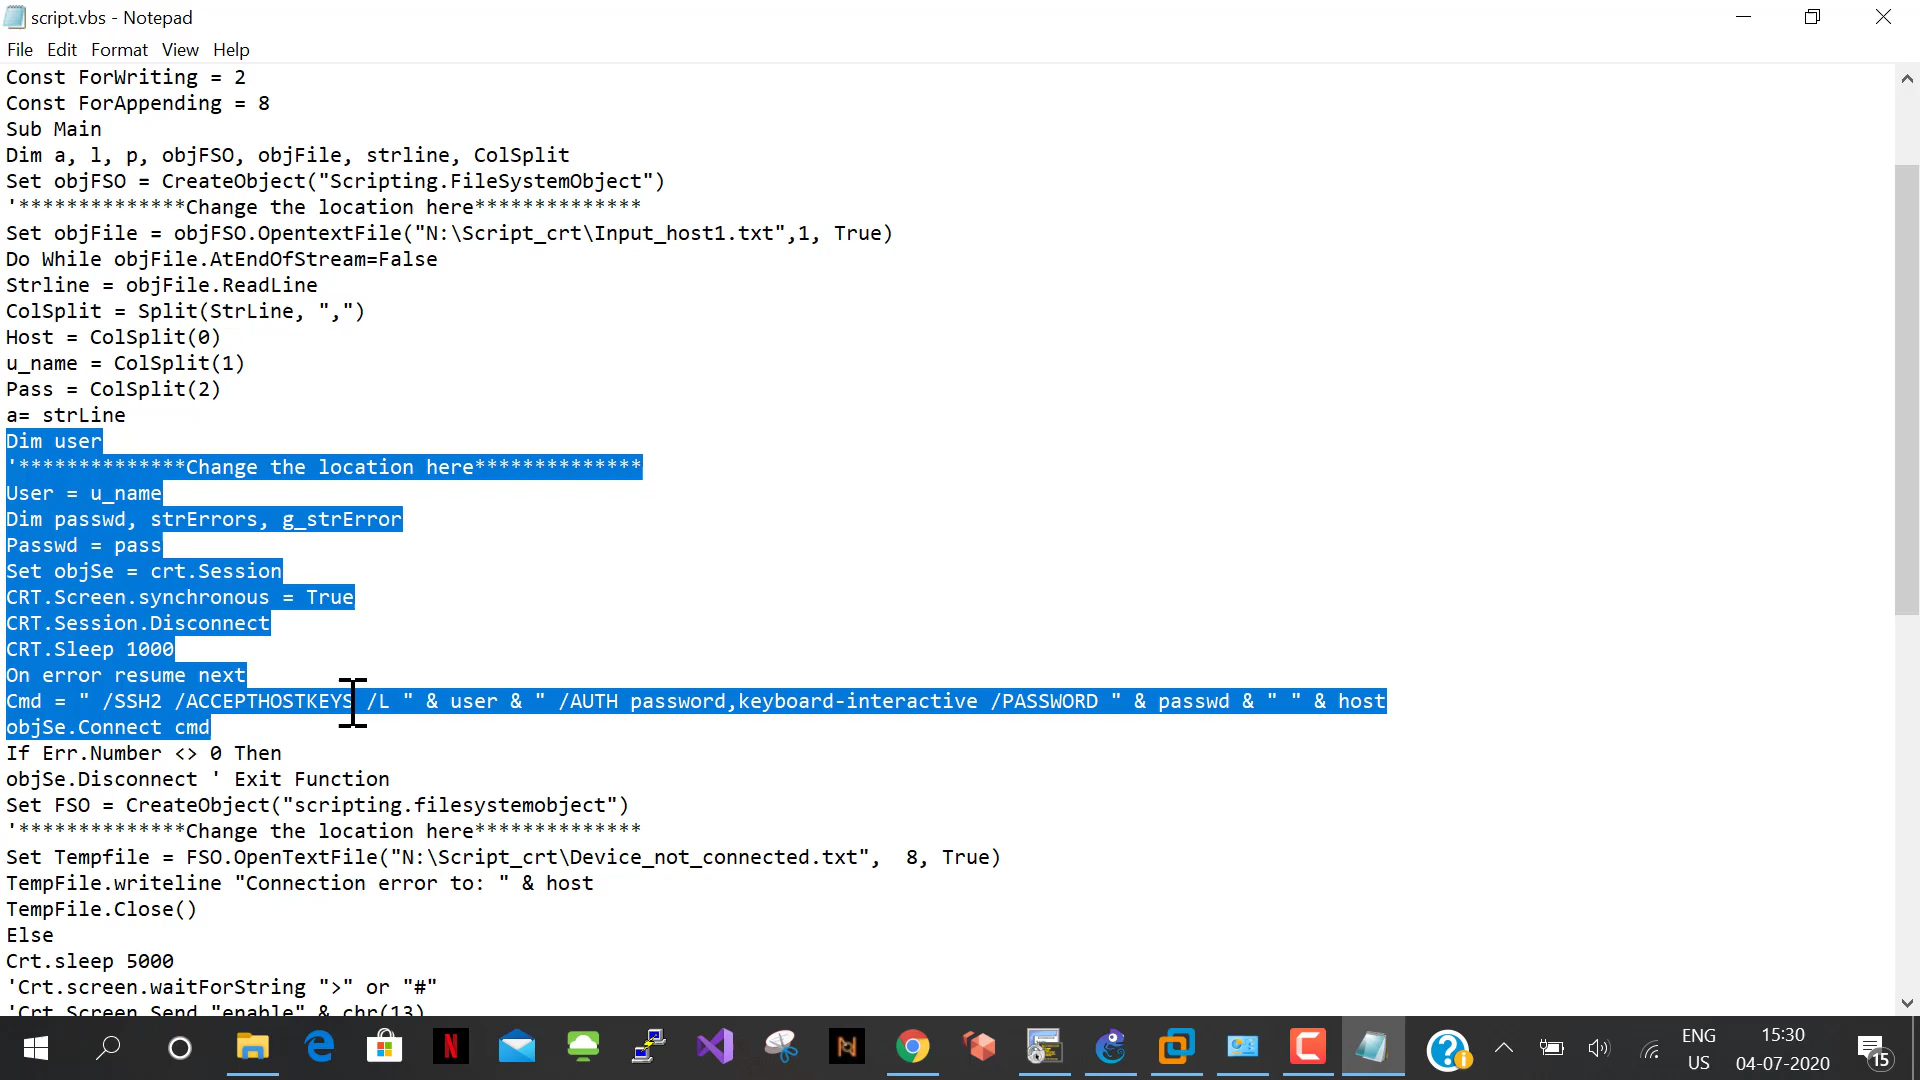 script.vbs - Notepad
File Edit Format View Help
Const ForWriting = 2
Const ForAppending = 8
Sub Main
Dim a, l, p, objFSO, objFile, strline, ColSplit
Set objFSO = CreateObject("Scripting.FileSystemObject")
'**************Change the location here**************
Set objFile = objFSO.OpentextFile("N:\Script_crt\Input_host1.txt",1, True)
Do While objFile.AtEndOfStream=False
Strline = objFile.ReadLine
ColSplit = Split(StrLine, ",")
Host = ColSplit(0)
u_name = ColSplit(1)
Pass = ColSplit(2)
a= strLine
Dim user
'**************Change the location here**************
User = u_name
Dim passwd, strErrors, g_strError
Passwd = pass
Set objSe = crt.Session
CRT.Screen.synchronous = True
CRT.Session.Disconnect
CRT.Sleep 1000
On error resume next
Cmd = " /SSH2 /ACCEPTHOSTKEYS /L " & user & " /AUTH password,keyboard-interactive /PASSWORD " & passwd & " " & host
objSe.Connect cmd
If Err.Number <> 0 Then
objSe.Disconnect ' Exit Function
Set FSO = CreateObject("scripting.filesystemobject")
'**************Change the location here**************
Set Tempfile = FSO.OpenTextFile("N:\Script_crt\Device_not_connected.txt",  8, True)
TempFile.writeline "Connection error to: " & host
TempFile.Close()
Else
Crt.sleep 5000
'Crt.screen.waitForString ">" or "#"
'Crt.Screen.Send "enable" & chr(13)
ENG
US
15:30
04-07-2020
15